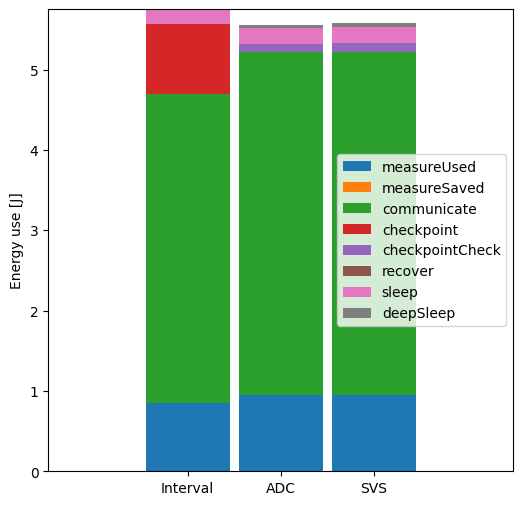 5
4
3
2
1
0
Energy use [J]
Interval
ADC
SVS
measureUsed
measureSaved
communicate
checkpoint
checkpointCheck
recover
sleep
deepSleep